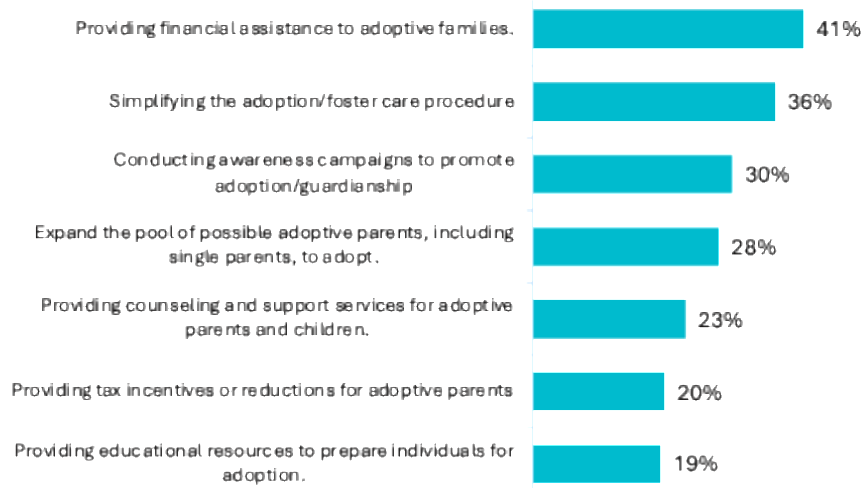 Providing financial assistance to adoptive families.
41%
Simplifying the adoption/foster care procedure
36%
Conducting awareness campaigns to promote
adoption/guardianship
30%
Expand the pool of possible adoptive parents, including
single parents, to adopt.
28%
Providing counseling and support services for adoptive
parents and children.
23%
Providing tax incentives or reductions for adoptive parents
20%
Providing educational resources to prepare individuals for
adoption.
19%